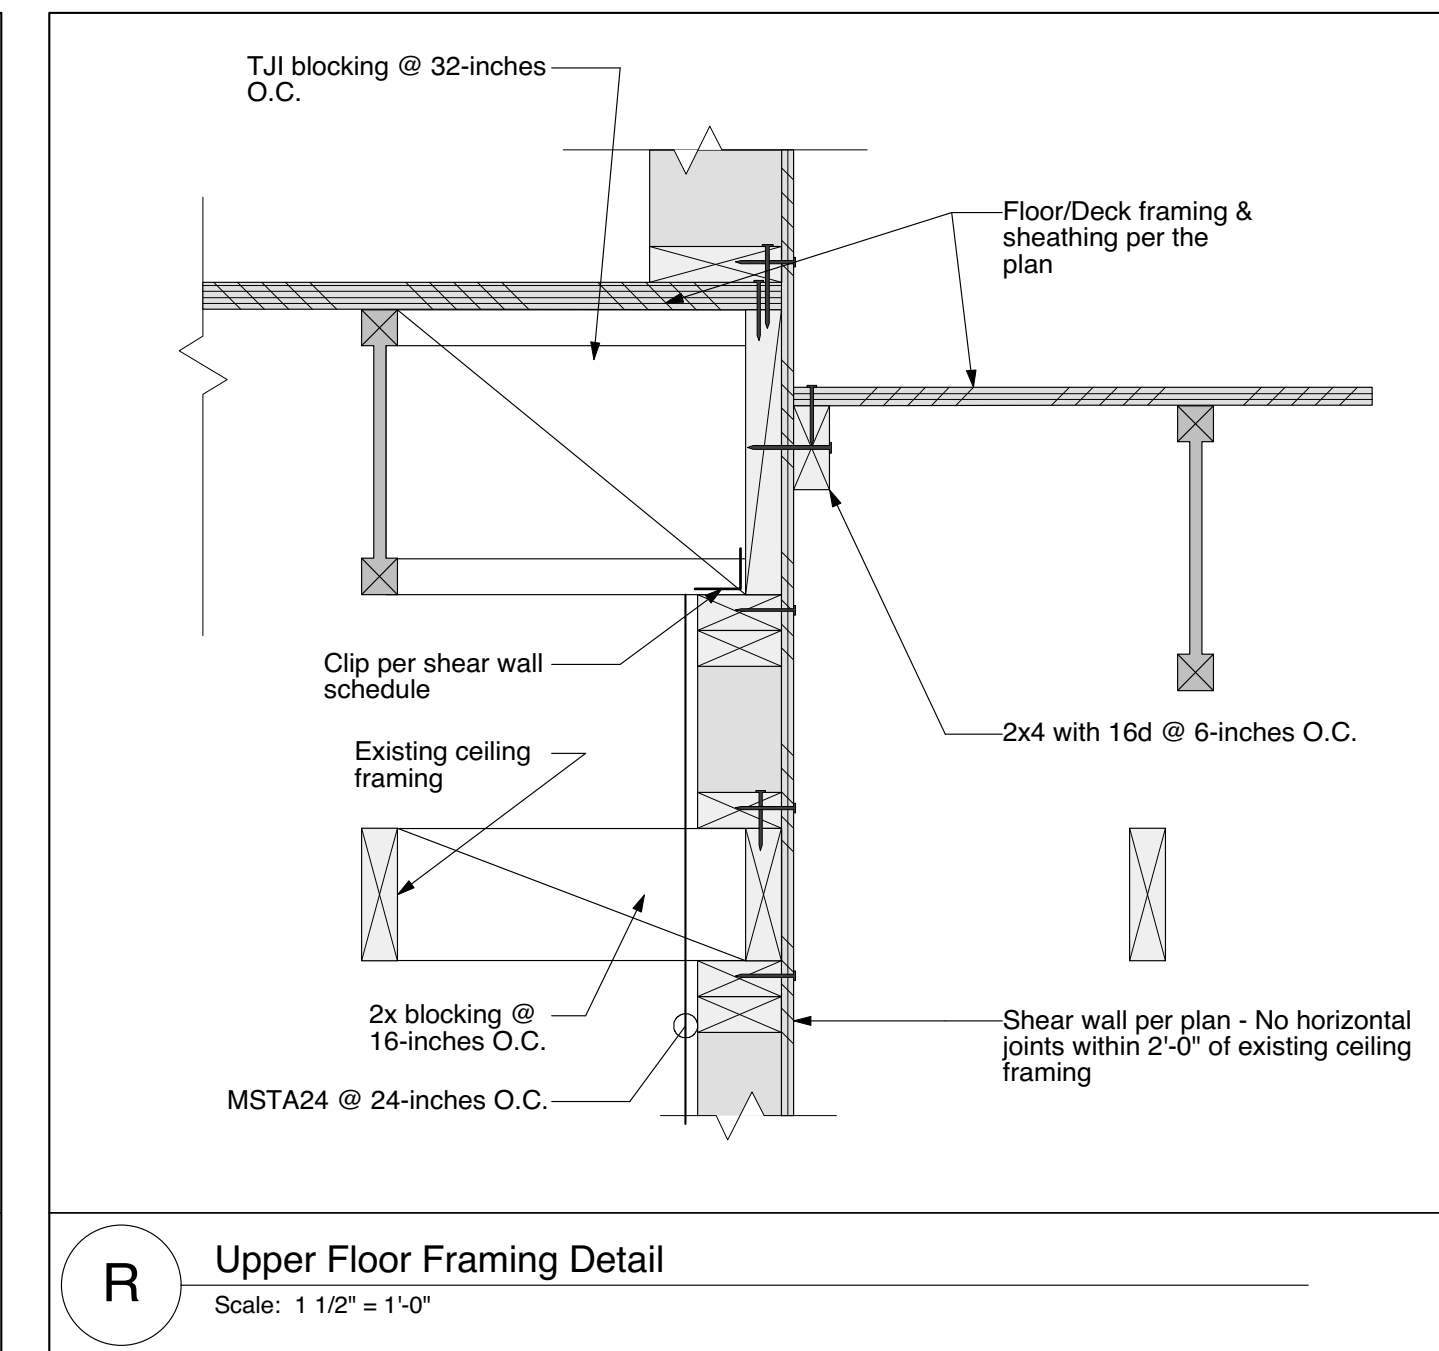 TJI blocking @ 32-inches
O.C.
Floor/Deck framing &
sheathing per the
plan
Clip per shear wall
schedule
2x4 with 16d @ 6-inches O.C.
Existing ceiling
framing
2x blocking @
16-inches O.C.
Shear wall per plan - No horizontal
joints within 2'-0" of existing ceiling
framing
MSTA24 @ 24-inches O.C.
R
Upper Floor Framing Detail
Scale: 1 1/2" = 1'-0"